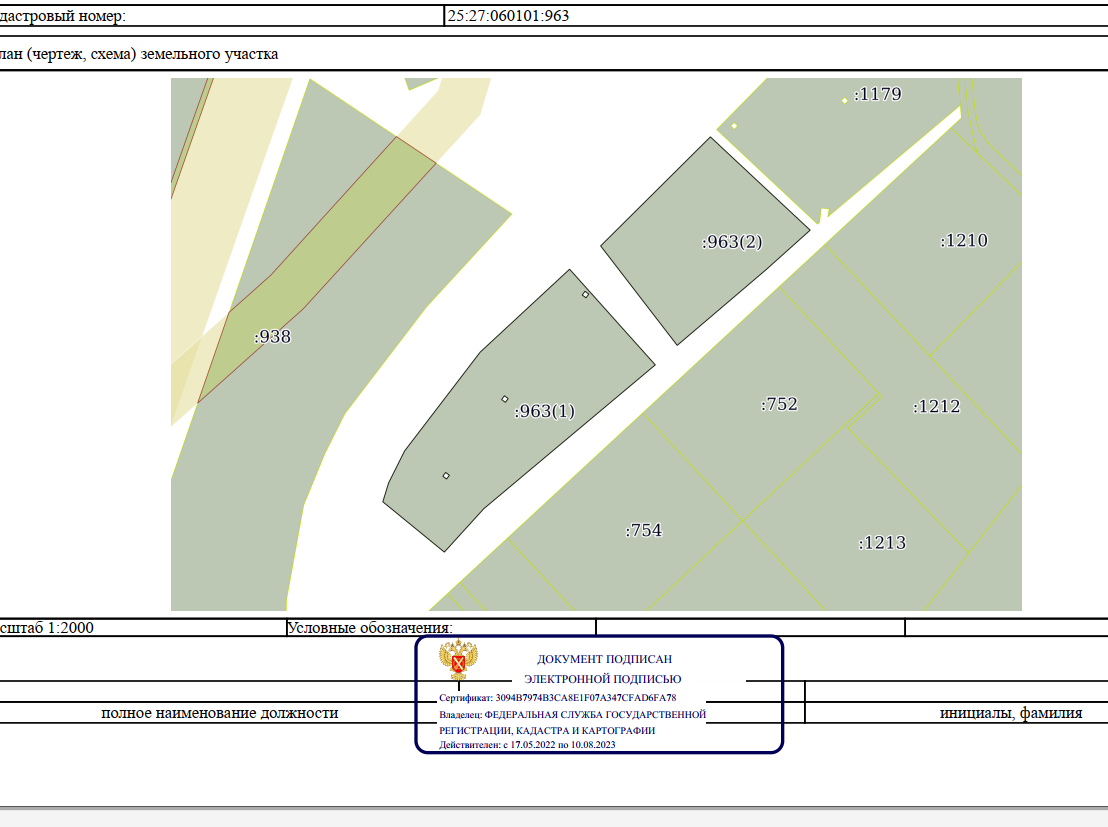 дастровый номер: 25:27:060101:963
лан (чертеж, схема) земельного участка
:1179
:963(2)
:1210
:938
:963(1)
:752
:1212
:754
:1213
сштаб 1:2000 Условные обозначения:
ДОКУМЕНТ ПОДПИСАН
ЭЛЕКТРОННОЙ ПОДПИСЬЮ
Сертификат: 3094B7974B3CA8E1F07A347CFAD6FA78
полное наименование должности
Владелец: ФЕДЕРАЛЬНАЯ СЛУЖБА ГОСУДАРСТВЕННОЙ
РЕГИСТРАЦИИ, КАДАСТРА И КАРТОГРАФИИ
Действителен: с 17.05.2022 по 10.08.2023
инициалы, фамилия